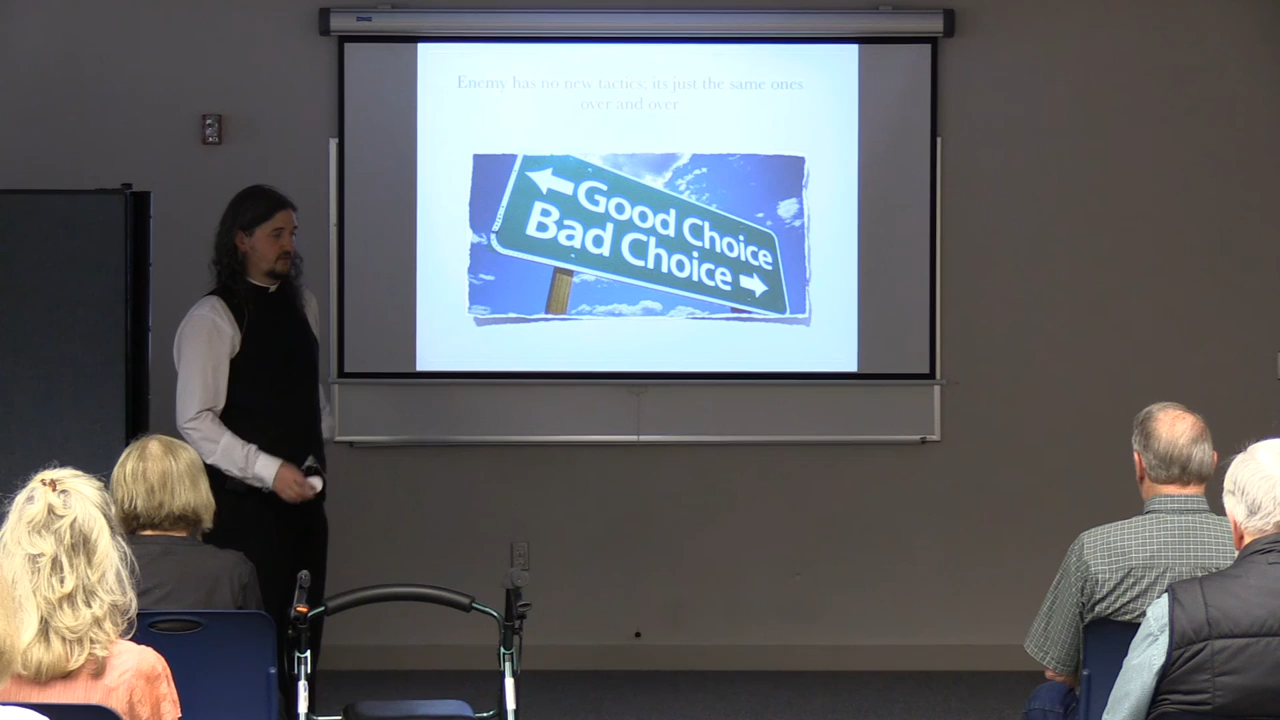 Enemy has no new tactics; its just the same ones
over and over
Good Choice
Bad Choice